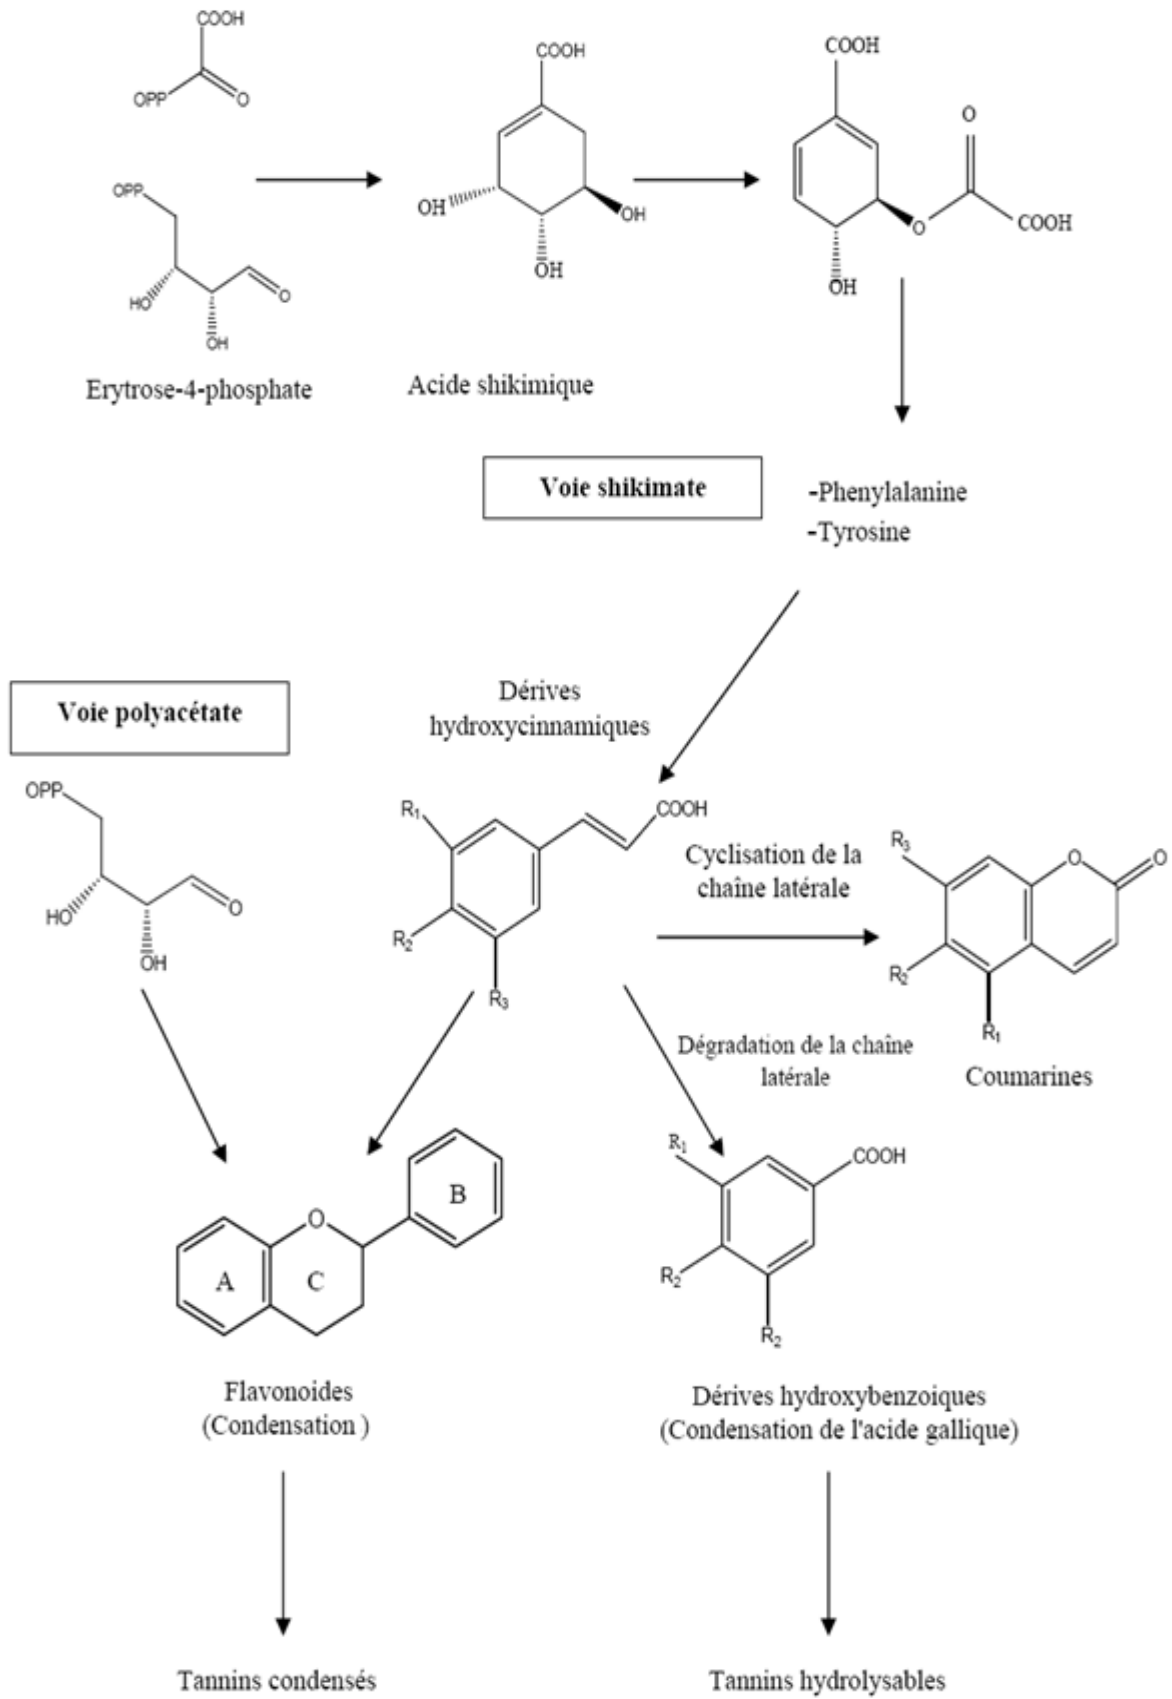 COOH
OPP
O
OPP
HO
OH
O
Erytrose-4-phosphate
COOH
OH
OH
OH
Acide shikimique
COOH
O
O
COOH
OH
Voie shikimate
-Phenylalanine
-Tyrosine
Voie polyacétate
Dérives
hydroxycinnamiques
OPP
HO
OH
O
R1
COOH
R2
R3
Cyclisation de la
chaîne latérale
R3
O
O
R2
R1
Coumarines
Dégradation de la chaîne
latérale
R1
COOH
R2
R2
B
O
A
C
Flavonoides
(Condensation )
Dérives hydroxybenzoiques
(Condensation de l'acide gallique)
Tannins condensés
Tannins hydrolysables